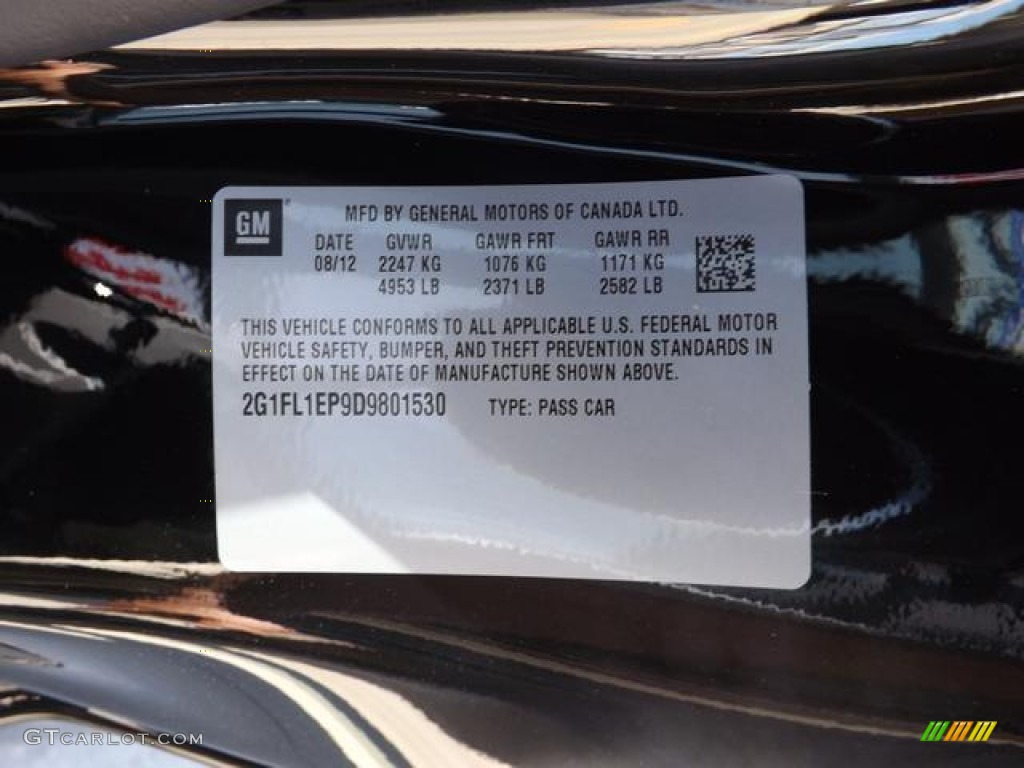 GM
MFD BY GENERAL MOTORS OF CANADA LTD.
DATE GVWR GAWR FRT GAWR RR
08/12 2247 KG 1076 KG 1171 KG
4953 LB 2371 LB 2582 LB
THIS VEHICLE CONFORMS TO ALL APPLICABLE U.S. FEDERAL MOTOR
VEHICLE SAFETY, BUMPER, AND THEFT PREVENTION STANDARDS IN
EFFECT ON THE DATE OF MANUFACTURE SHOWN ABOVE.
2G1FL1EP9D9801530 TYPE: PASS CAR
GTCARLOT.COM